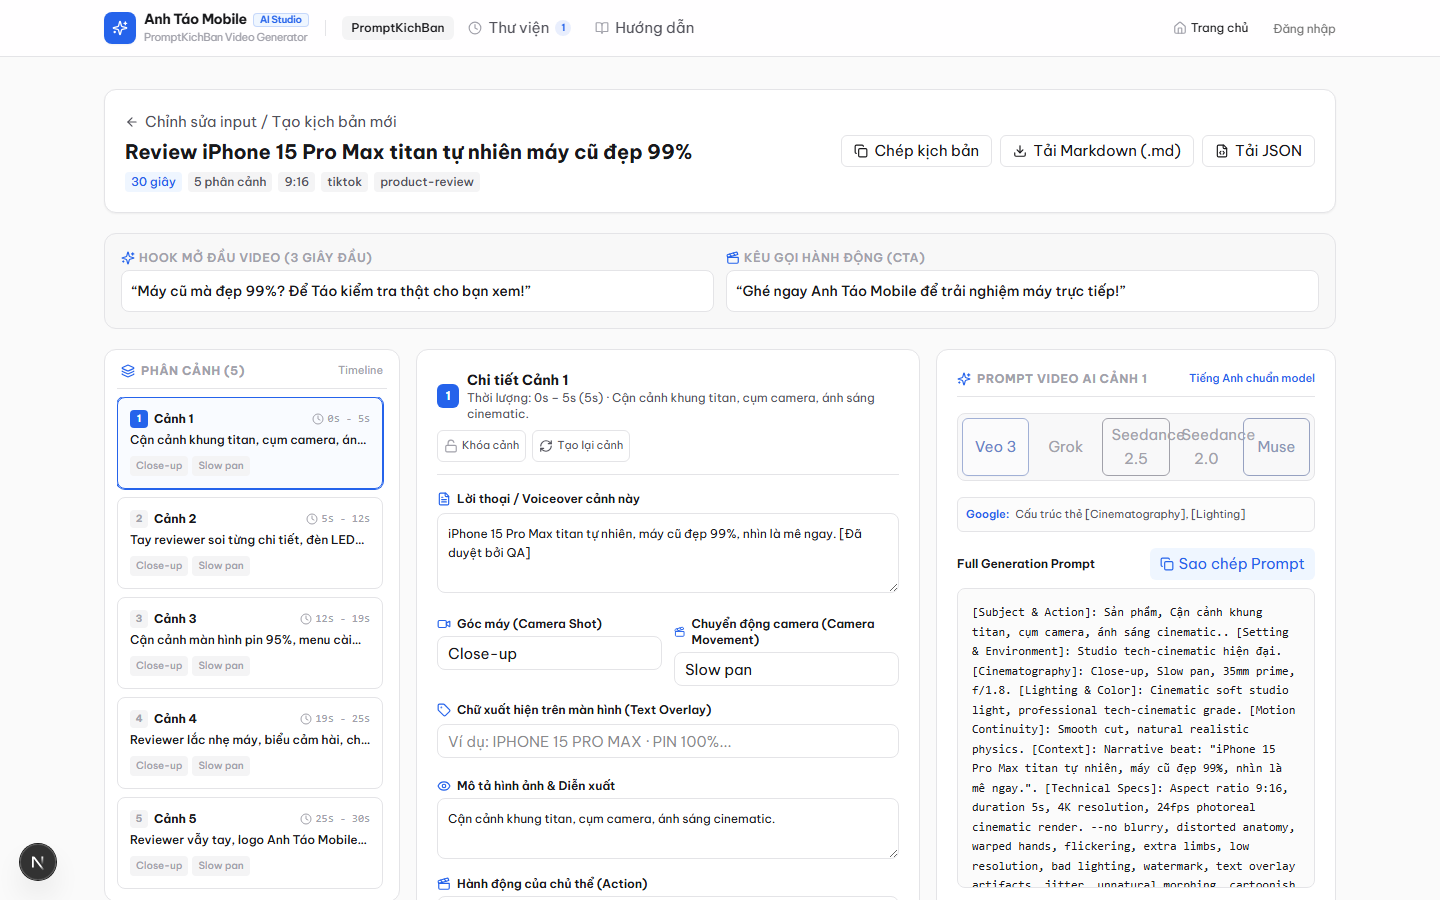 Anh Táo Mobile AI Studio
PromptKichBan Video Generator
PromptKichBan
Thư viện 1
Hướng dẫn
Trang chủ
Đăng nhập
Chỉnh sửa input / Tạo kịch bản mới
Review iPhone 15 Pro Max titan tự nhiên máy cũ đẹp 99%
30 giây 5 phân cảnh 9:16 tiktok product-review
Chép kịch bản
Tải Markdown (.md)
Tải JSON
HOOK MỞ ĐẦU VIDEO (3 GIÂY ĐẦU)
“Máy cũ mà đẹp 99%? Để Táo kiểm tra thật cho bạn xem!”
KÊU GỌI HÀNH ĐỘNG (CTA)
“Ghé ngay Anh Táo Mobile để trải nghiệm máy trực tiếp!”
PHÂN CẢNH (5) Timeline
1 Cảnh 1 0s - 5s
Cận cảnh khung titan, cụm camera, án...
Close-up Slow pan
2 Cảnh 2 5s - 12s
Tay reviewer soi từng chi tiết, đèn LED...
Close-up Slow pan
3 Cảnh 3 12s - 19s
Cận cảnh màn hình pin 95%, menu cài...
Close-up Slow pan
4 Cảnh 4 19s - 25s
Reviewer lắc nhẹ máy, biểu cảm hài, ch...
Close-up Slow pan
5 Cảnh 5 25s - 30s
Reviewer vẫy tay, logo Anh Táo Mobile...
Close-up Slow pan
N
1 Chi tiết Cảnh 1
Thời lượng: 0s – 5s (5s) · Cận cảnh khung titan, cụm camera, ánh sáng
cinematic.
Khóa cảnh
Tạo lại cảnh
Lời thoại / Voiceover cảnh này
iPhone 15 Pro Max titan tự nhiên, máy cũ đẹp 99%, nhìn là mê ngay. [Đã
duyệt bởi QA]
Góc máy (Camera Shot)
Close-up
Chuyển động camera (Camera
Movement)
Slow pan
Chữ xuất hiện trên màn hình (Text Overlay)
Ví dụ: IPHONE 15 PRO MAX · PIN 100%...
Mô tả hình ảnh & Diễn xuất
Cận cảnh khung titan, cụm camera, ánh sáng cinematic.
Hành động của chủ thể (Action)
PROMPT VIDEO AI CẢNH 1 Tiếng Anh chuẩn model
Veo 3
Grok
Seedance
2.5
Seedance
2.0
Muse
Google: Cấu trúc thẻ [Cinematography], [Lighting]
Full Generation Prompt
Sao chép Prompt
[Subject & Action]: Sản phẩm, Cận cảnh khung
titan, cụm camera, ánh sáng cinematic.. [Setting
& Environment]: Studio tech-cinematic hiện đại.
[Cinematography]: Close-up, Slow pan, 35mm prime,
f/1.8. [Lighting & Color]: Cinematic soft studio
light, professional tech-cinematic grade. [Motion
Continuity]: Smooth cut, natural realistic
physics. [Context]: Narrative beat: "iPhone 15
Pro Max titan tự nhiên, máy cũ đẹp 99%, nhìn là
mê ngay.". [Technical Specs]: Aspect ratio 9:16,
duration 5s, 4K resolution, 24fps photoreal
cinematic render. --no blurry, distorted anatomy,
warped hands, flickering, extra limbs, low
resolution, bad lighting, watermark, text overlay
artifacts, jitter, unnatural morphing, cartoonish